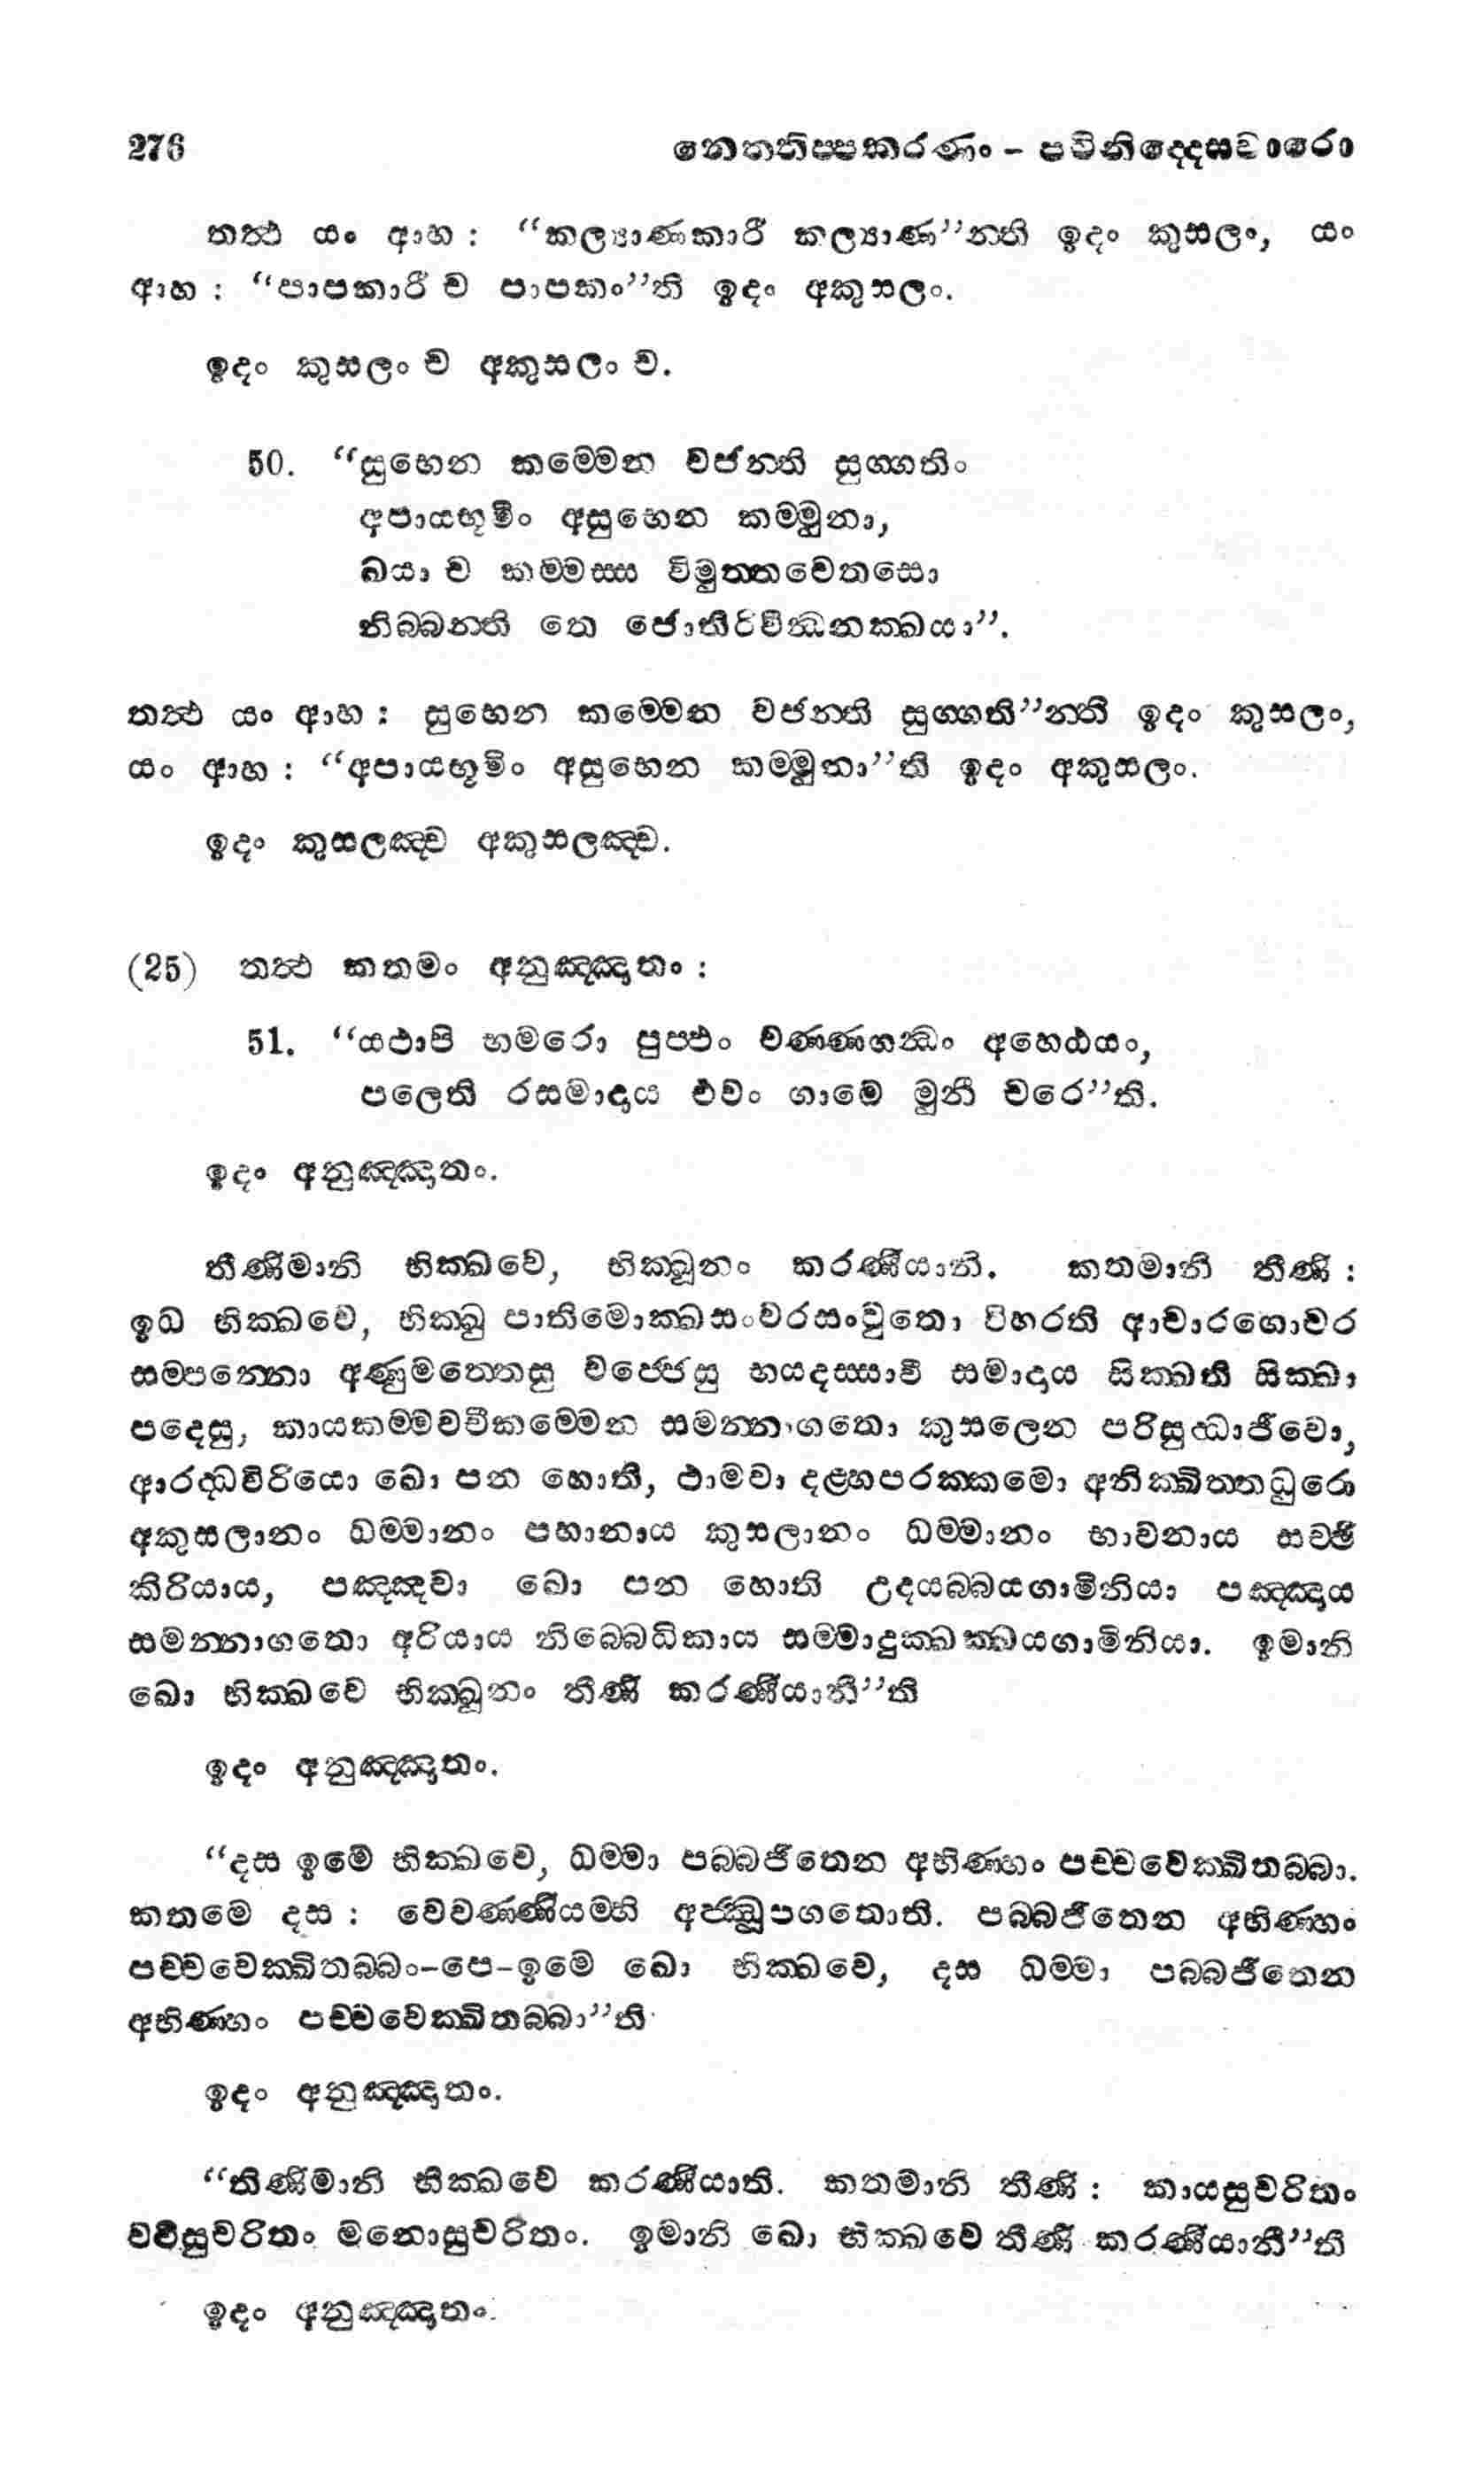 276 නෙත්තිප්පකරණං - පටිනිද්දෙසවාරො
තත්ථ යං ආහ : “කල්‍යාණකාරී කල්‍යාණ”න්ති ඉදං කුසලං, යං
ආහ : “පාපකාරී ච පාපකං”ති ඉදං අකුසලං.
ඉදං කුසලං ච අකුසලං ච.
50. “සුභෙන කම්මෙන වජන්ති සුග්ගතිං
අපායභූමිං අසුභෙන කම්මුනා,
ඛයා ච කම්මස්ස විමුත්තචෙතසො
නිබ්බන්ති තෙ ජොතිරිවින්ධනක්ඛයා”.
තත්ථ යං ආහ : සුභෙන කම්මෙන වජන්ති සුග්ගති”න්ති ඉදං කුසලං,
යං ආහ : “අපායභූමිං අසුභෙන කම්මුනා”ති ඉදං අකුසලං.
ඉදං කුසලඤ්ච අකුසලඤ්ච.
(25) තත්ථ කතමං අනුඤ්ඤාතං :
51. “යථාපි භමරො පුප්ඵං වණ්ණගන්ධං අහෙඨයං,
පලෙති රසමාදාය එවං ගාමෙ මුනී චරෙ”ති.
ඉදං අනුඤ්ඤාතං.
තීණිමානි භික්ඛවෙ, භික්ඛූනං කරණීයානි. කතමානි තීණි :
ඉධ භික්ඛවෙ, භික්ඛු පාතිමොක්ඛසංවරසංවුතො විහරති ආචාරගොචර
සම්පන්නො අණුමත්තෙසු වජ්ජෙසු භයදස්සාවී සමාදාය සික්ඛති සික්ඛා
පදෙසු, කායකම්මවචීකම්මෙන සමන්නාගතො කුසලෙන පරිසුද්ධාජීවො,
ආරද්ධවිරියො ඛො පන හොති, ථාමවා දළ්හපරක්කමො අනික්ඛිත්තධුරො
අකුසලානං ධම්මානං පහානාය කුසලානං ධම්මානං භාවනාය සච්ඡි
කිරියාය, පඤ්ඤවා ඛො පන හොති උදයබ්බයගාමිනියා පඤ්ඤාය
සමන්නාගතො අරියාය නිබ්බෙධිකාය සම්මාදුක්ඛක්ඛයගාමිනියා. ඉමානි
ඛො භික්ඛවෙ භික්ඛූනං තීණි කරණීයානී”ති
ඉදං අනුඤ්ඤාතං.
“දස ඉමෙ භික්ඛවෙ, ධම්මා පබ්බජිතෙන අභිණ්හං පච්චවෙක්ඛිතබ්බා.
කතමෙ දස : වෙවණ්ණියම්හි අජ්ඣූපගතොති. පබ්බජිතෙන අභිණ්හං
පච්චවෙක්ඛිතබ්බං-පෙ-ඉමෙ ඛො භික්ඛවෙ, දස ධම්මා පබ්බජිතෙන
අභිණ්හං පච්චවෙක්ඛිතබ්බා”ති
ඉදං අනුඤ්ඤාතං.
“තිණිමානි භික්ඛවෙ කරණීයාති. කතමානි තීණි : කායසුචරිතං
වචීසුචරිතං මනොසුචරිතං. ඉමානි ඛො භික්ඛවෙ තීණි කරණීයානී”ති
ඉදං අනුඤ්ඤාතං.